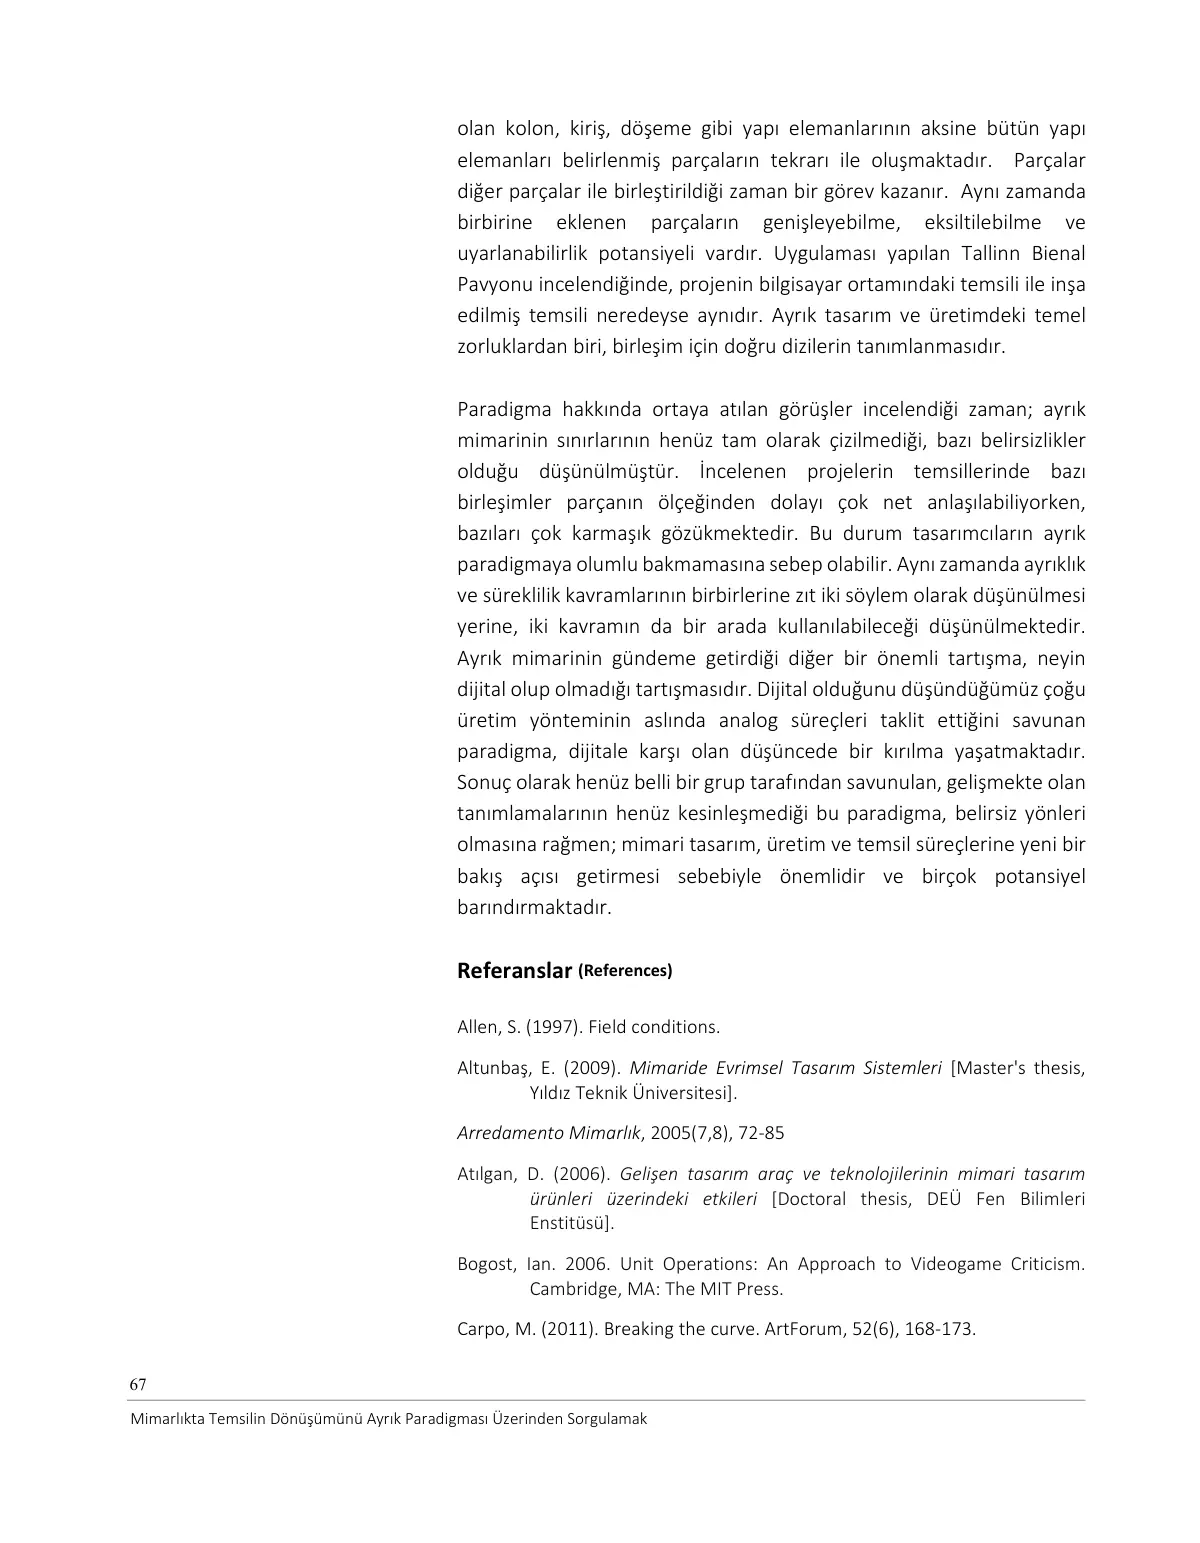 olan kolon, kiriş, döşeme gibi yapı elemanlarının aksine bütün yapı
elemanları belirlenmiş parçaların tekrarı ile oluşmaktadır.  Parçalar
diğer parçalar ile birleştirildiği zaman bir görev kazanır.  Aynı zamanda
birbirine eklenen parçaların genişleyebilme, eksiltilebilme ve
uyarlanabilirlik potansiyeli vardır. Uygulaması yapılan Tallinn Bienal
Pavyonu incelendiğinde, projenin bilgisayar ortamındaki temsili ile inşa
edilmiş temsili neredeyse aynıdır. Ayrık tasarım ve üretimdeki temel
zorluklardan biri, birleşim için doğru dizilerin tanımlanmasıdır.
Paradigma hakkında ortaya atılan görüşler incelendiği zaman; ayrık
mimarinin sınırlarının henüz tam olarak çizilmediği, bazı belirsizlikler
olduğu düşünülmüştür. İncelenen projelerin temsillerinde bazı
birleşimler parçanın ölçeğinden dolayı çok net anlaşılabiliyorken,
bazıları çok karmaşık gözükmektedir. Bu durum tasarımcıların ayrık
paradigmaya olumlu bakmamasına sebep olabilir. Aynı zamanda ayrıklık
ve süreklilik kavramlarının birbirlerine zıt iki söylem olarak düşünülmesi
yerine, iki kavramın da bir arada kullanılabileceği düşünülmektedir.
Ayrık mimarinin gündeme getirdiği diğer bir önemli tartışma, neyin
dijital olup olmadığı tartışmasıdır. Dijital olduğunu düşündüğümüz çoğu
üretim yönteminin aslında analog süreçleri taklit ettiğini savunan
paradigma, dijitale karşı olan düşüncede bir kırılma yaşatmaktadır.
Sonuç olarak henüz belli bir grup tarafından savunulan, gelişmekte olan
tanımlamalarının henüz kesinleşmediği bu paradigma, belirsiz yönleri
olmasına rağmen; mimari tasarım, üretim ve temsil süreçlerine yeni bir
bakış açısı getirmesi sebebiyle önemlidir ve birçok potansiyel
barındırmaktadır.
Referanslar (References)
Allen, S. (1997). Field conditions.
Altunbaş, E. (2009). Mimaride Evrimsel Tasarım Sistemleri [Master's thesis,
Yıldız Teknik Üniversitesi].
Arredamento Mimarlık, 2005(7,8), 72-85
Atılgan, D. (2006). Gelişen tasarım araç ve teknolojilerinin mimari tasarım
ürünleri üzerindeki etkileri [Doctoral thesis, DEÜ Fen Bilimleri
Enstitüsü].
Bogost, Ian. 2006. Unit Operations: An Approach to Videogame Criticism.
Cambridge, MA: The MIT Press.
Carpo, M. (2011). Breaking the curve. ArtForum, 52(6), 168-173.
67
Mimarlıkta Temsilin Dönüşümünü Ayrık Paradigması Üzerinden Sorgulamak